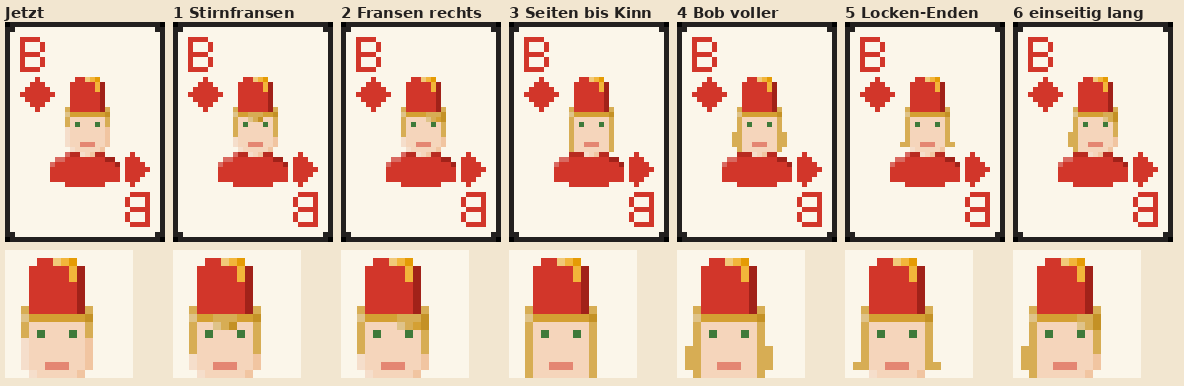 Jetzt
1 Stirnfransen
2 Fransen rechts
3 Seiten bis Kinn
4 Bob voller
5 Locken-Enden
6 einseitig lang
B
B
B
B
B
B
B
B
B
B
B
B
B
B